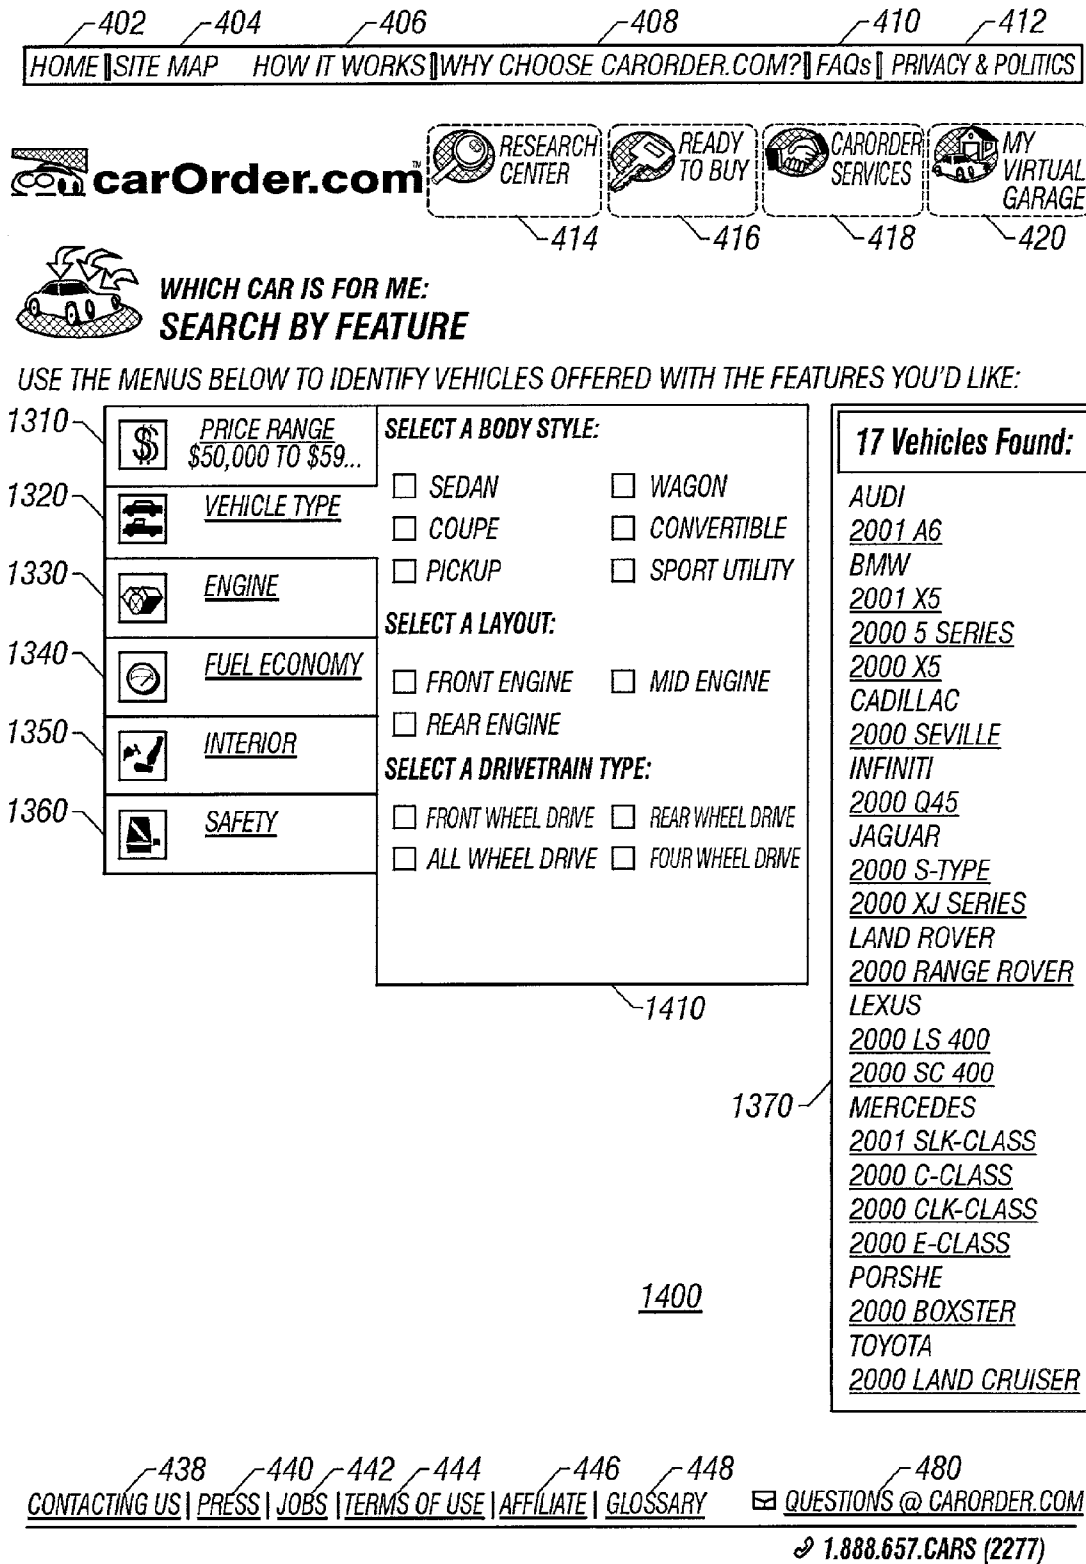 402 404 406 408 410 412
HOME SITE MAP HOW IT WORKS WHY CHOOSE CARORDER.COM? FAQs PRIVACY & POLITICS
carOrder.com™
RESEARCH CENTER
READY TO BUY
CARORDER SERVICES
MY VIRTUAL GARAGE
414 416 418 420
WHICH CAR IS FOR ME:
SEARCH BY FEATURE
USE THE MENUS BELOW TO IDENTIFY VEHICLES OFFERED WITH THE FEATURES YOU'D LIKE:
1310 $ PRICE RANGE
$50,000 TO $59...
1320 VEHICLE TYPE
1330 ENGINE
1340 FUEL ECONOMY
1350 INTERIOR
1360 SAFETY
SELECT A BODY STYLE:
SEDAN WAGON
COUPE CONVERTIBLE
PICKUP SPORT UTILITY
SELECT A LAYOUT:
FRONT ENGINE MID ENGINE
REAR ENGINE
SELECT A DRIVETRAIN TYPE:
FRONT WHEEL DRIVE REAR WHEEL DRIVE
ALL WHEEL DRIVE FOUR WHEEL DRIVE
1410
17 Vehicles Found:
AUDI
2001 A6
BMW
2001 X5
2000 5 SERIES
2000 X5
CADILLAC
2000 SEVILLE
INFINITI
2000 Q45
JAGUAR
2000 S-TYPE
2000 XJ SERIES
LAND ROVER
2000 RANGE ROVER
LEXUS
2000 LS 400
2000 SC 400
MERCEDES
2001 SLK-CLASS
2000 C-CLASS
2000 CLK-CLASS
2000 E-CLASS
PORSHE
2000 BOXSTER
TOYOTA
2000 LAND CRUISER
1370
1400
438 440 442 444 446 448 480
CONTACTING US | PRESS | JOBS | TERMS OF USE | AFFILIATE | GLOSSARY QUESTIONS @ CARORDER.COM
1.888.657.CARS (2277)